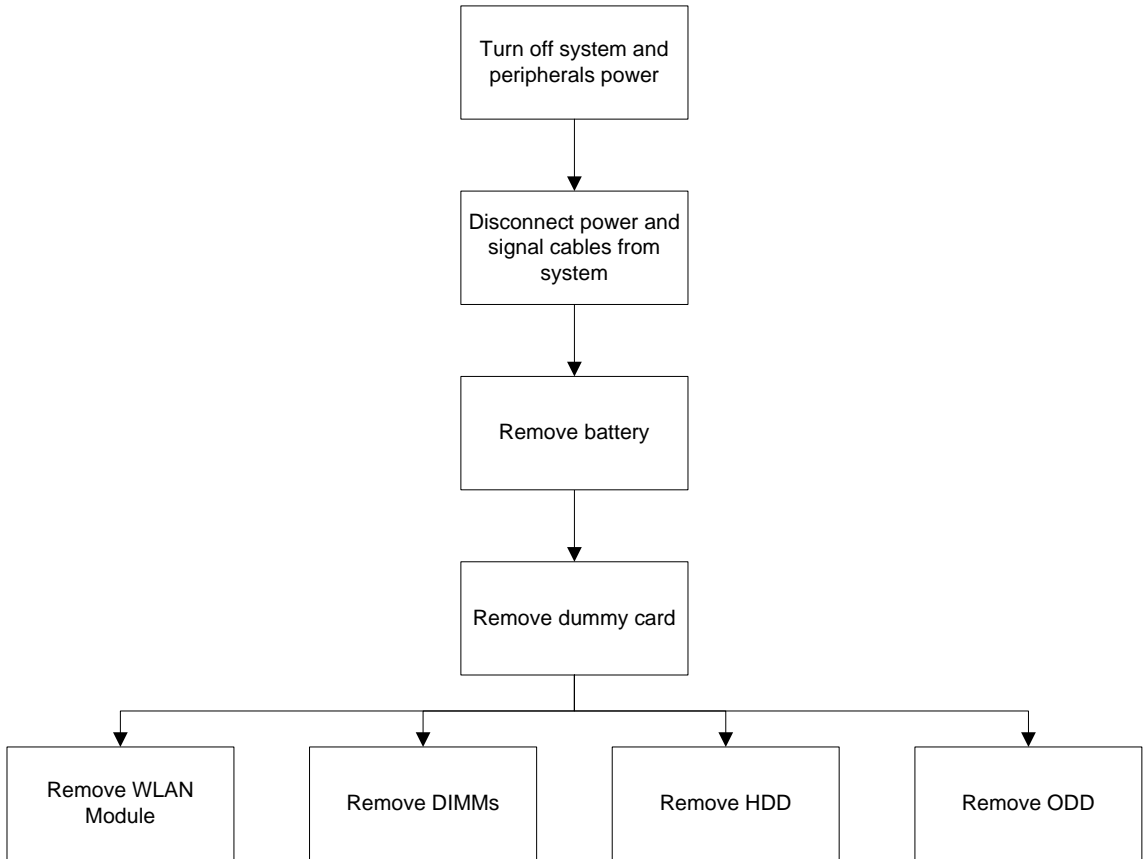 Turn off system and
peripherals power
Disconnect power and
signal cables from
system
Remove battery
Remove dummy card
Remove WLAN
Module
Remove DIMMs
Remove HDD
Remove ODD